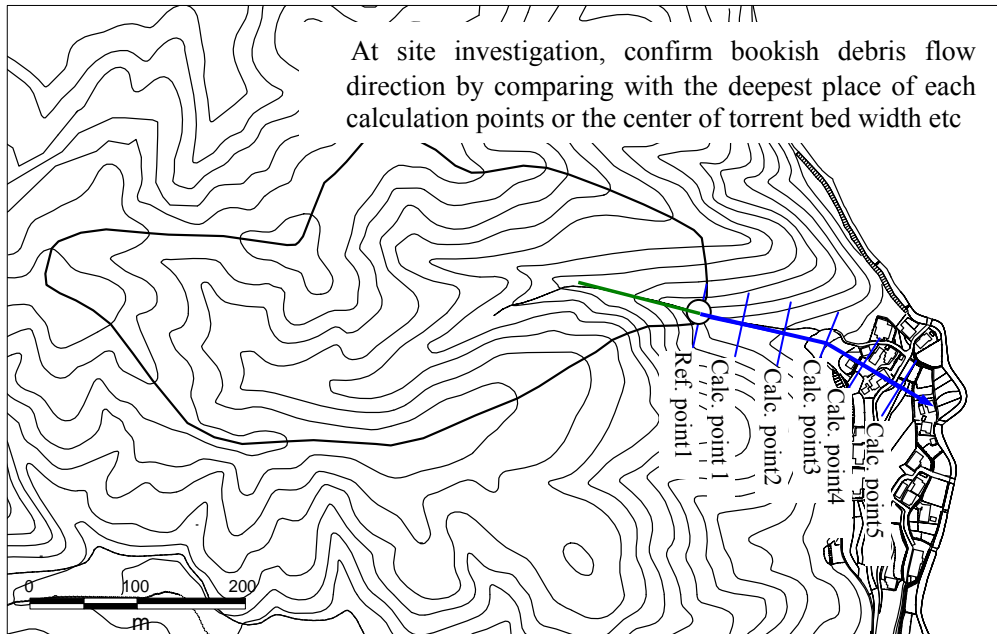 At site investigation, confirm bookish debris flow
direction by comparing with the deepest place of each
calculation points or the center of torrent bed width etc
Ref. point1
Calc. point 1
Calc. point2
Calc. point3
Calc. point4
Calc. point5
0 100 200
m